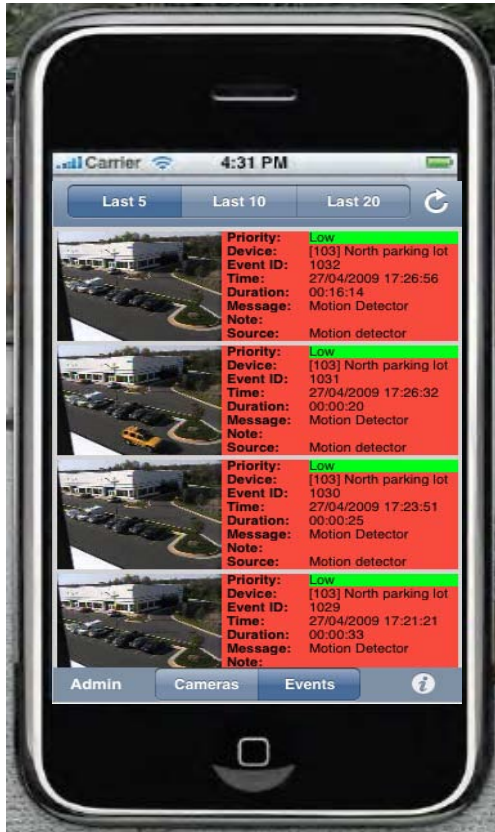 Carrier 4:31 PM
Last 5 Last 10 Last 20
Priority: Low
Device: [103] North parking lot
Event ID: 1032
Time: 27/04/2009 17:26:56
Duration: 00:16:14
Message: Motion Detector
Note:
Source: Motion detector
Priority: Low
Device: [103] North parking lot
Event ID: 1031
Time: 27/04/2009 17:26:32
Duration: 00:00:20
Message: Motion Detector
Note:
Source: Motion detector
Priority: Low
Device: [103] North parking lot
Event ID: 1030
Time: 27/04/2009 17:23:51
Duration: 00:00:25
Message: Motion Detector
Note:
Source: Motion detector
Priority: Low
Device: [103] North parking lot
Event ID: 1029
Time: 27/04/2009 17:21:21
Duration: 00:00:33
Message: Motion Detector
Note:
Admin Cameras Events i